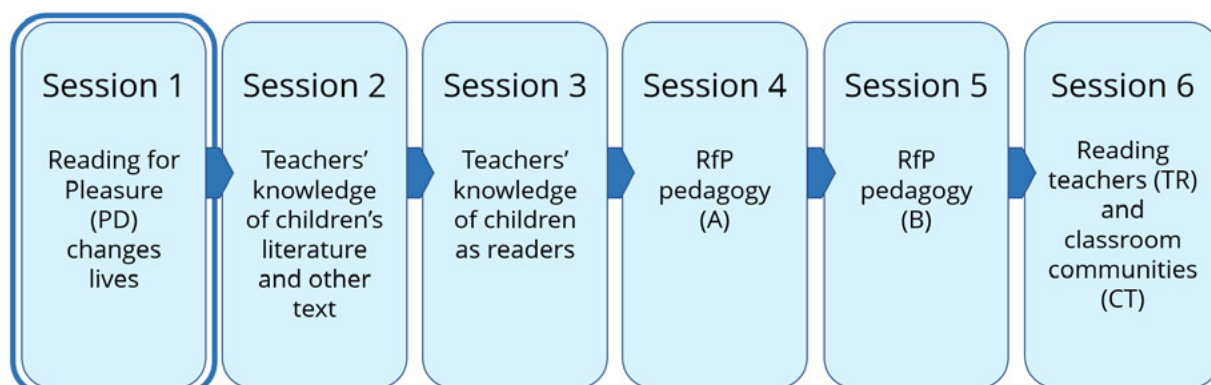 Session 1
Reading for
Pleasure
(PD)
changes
lives
Session 2
Teachers’
knowledge
of children’s
literature
and other
text
Session 3
Teachers’
knowledge
of children
as readers
Session 4
RfP
pedagogy
(A)
Session 5
RfP
pedagogy
(B)
Session 6
Reading
teachers (TR)
and
classroom
communities
(CT)